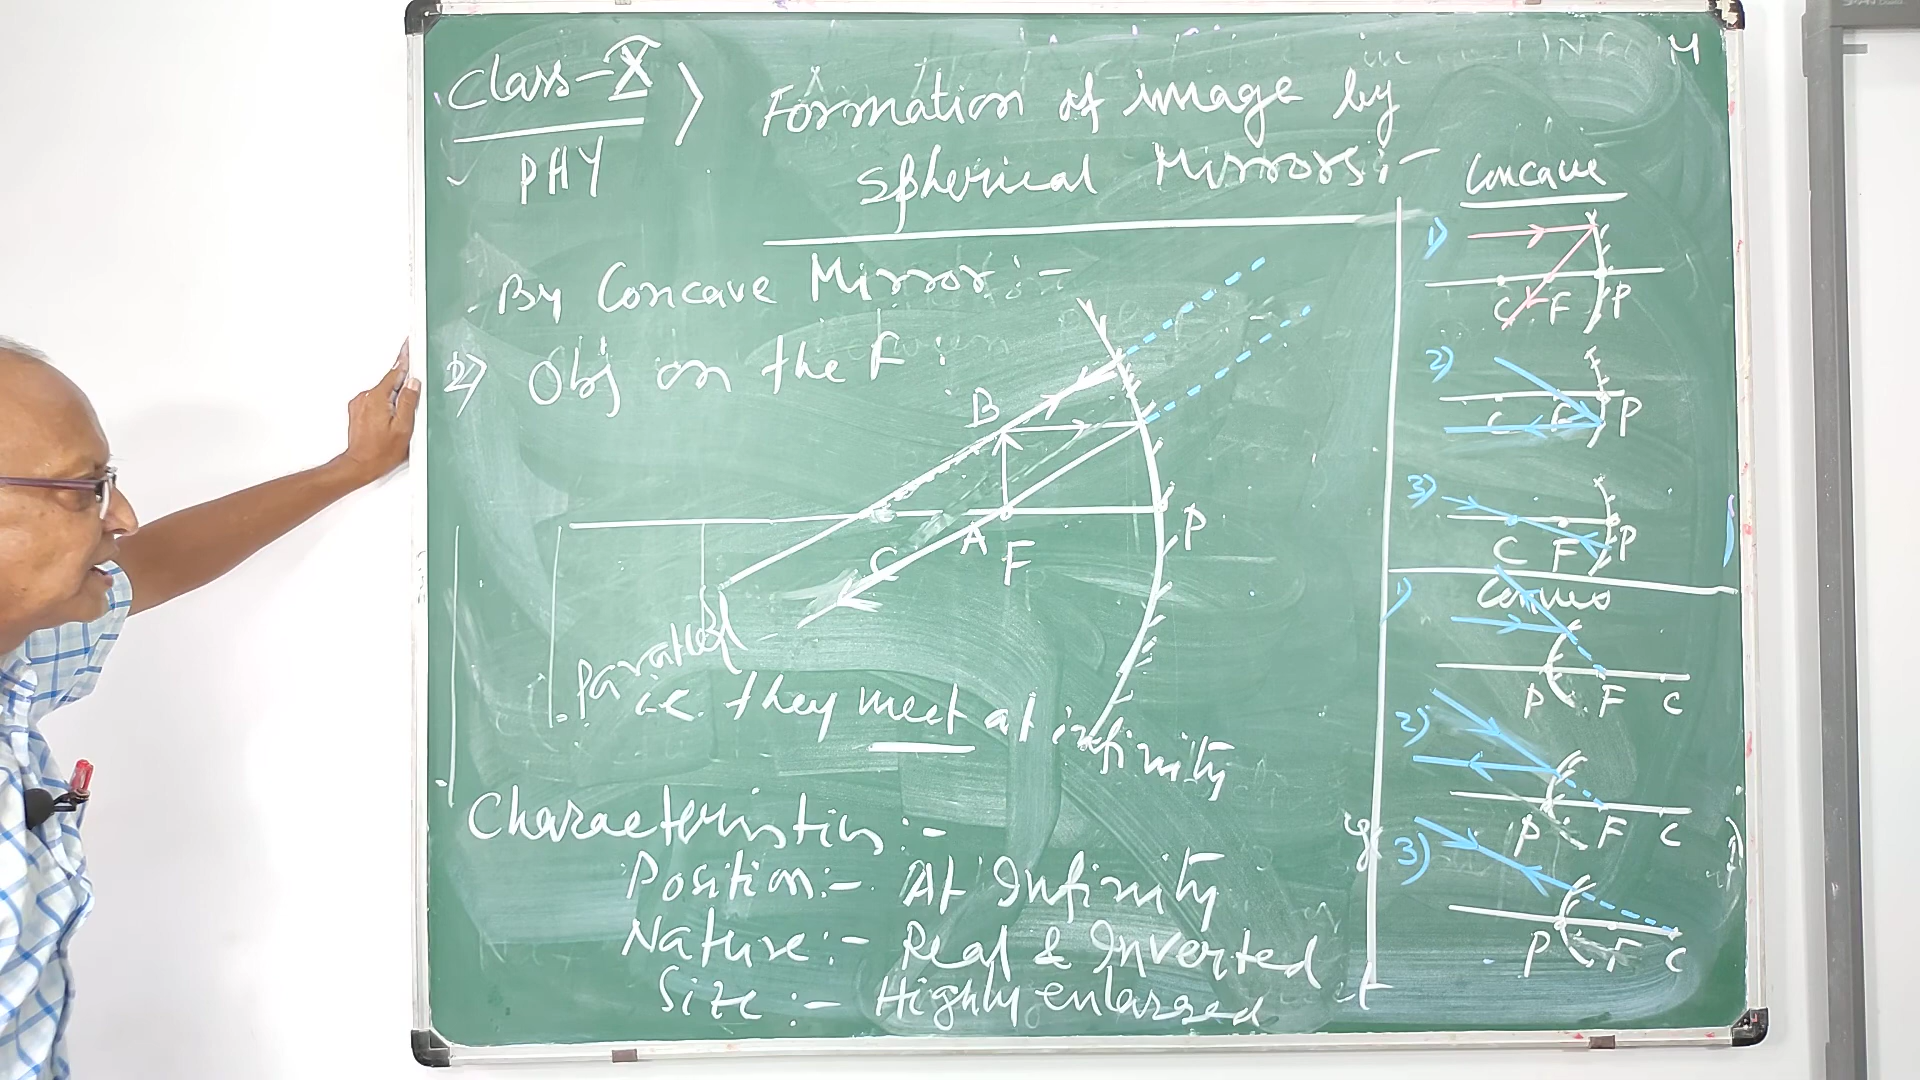 Class-X
PHY
Formation of image by
Spherical Mirrors:-
By Concave Mirror:-
2) Obj on the F:
B
A
F
C
P
Parallel
i.e. they meet at infinity
Characteristics:-
Position:- At Infinity
Nature:- Real & Inverted
Size:- Highly enlarged
Concave
1)
C F P
2)
C F P
3)
C F P
Convex
1)
P F C
2)
P F C
3)
P F C